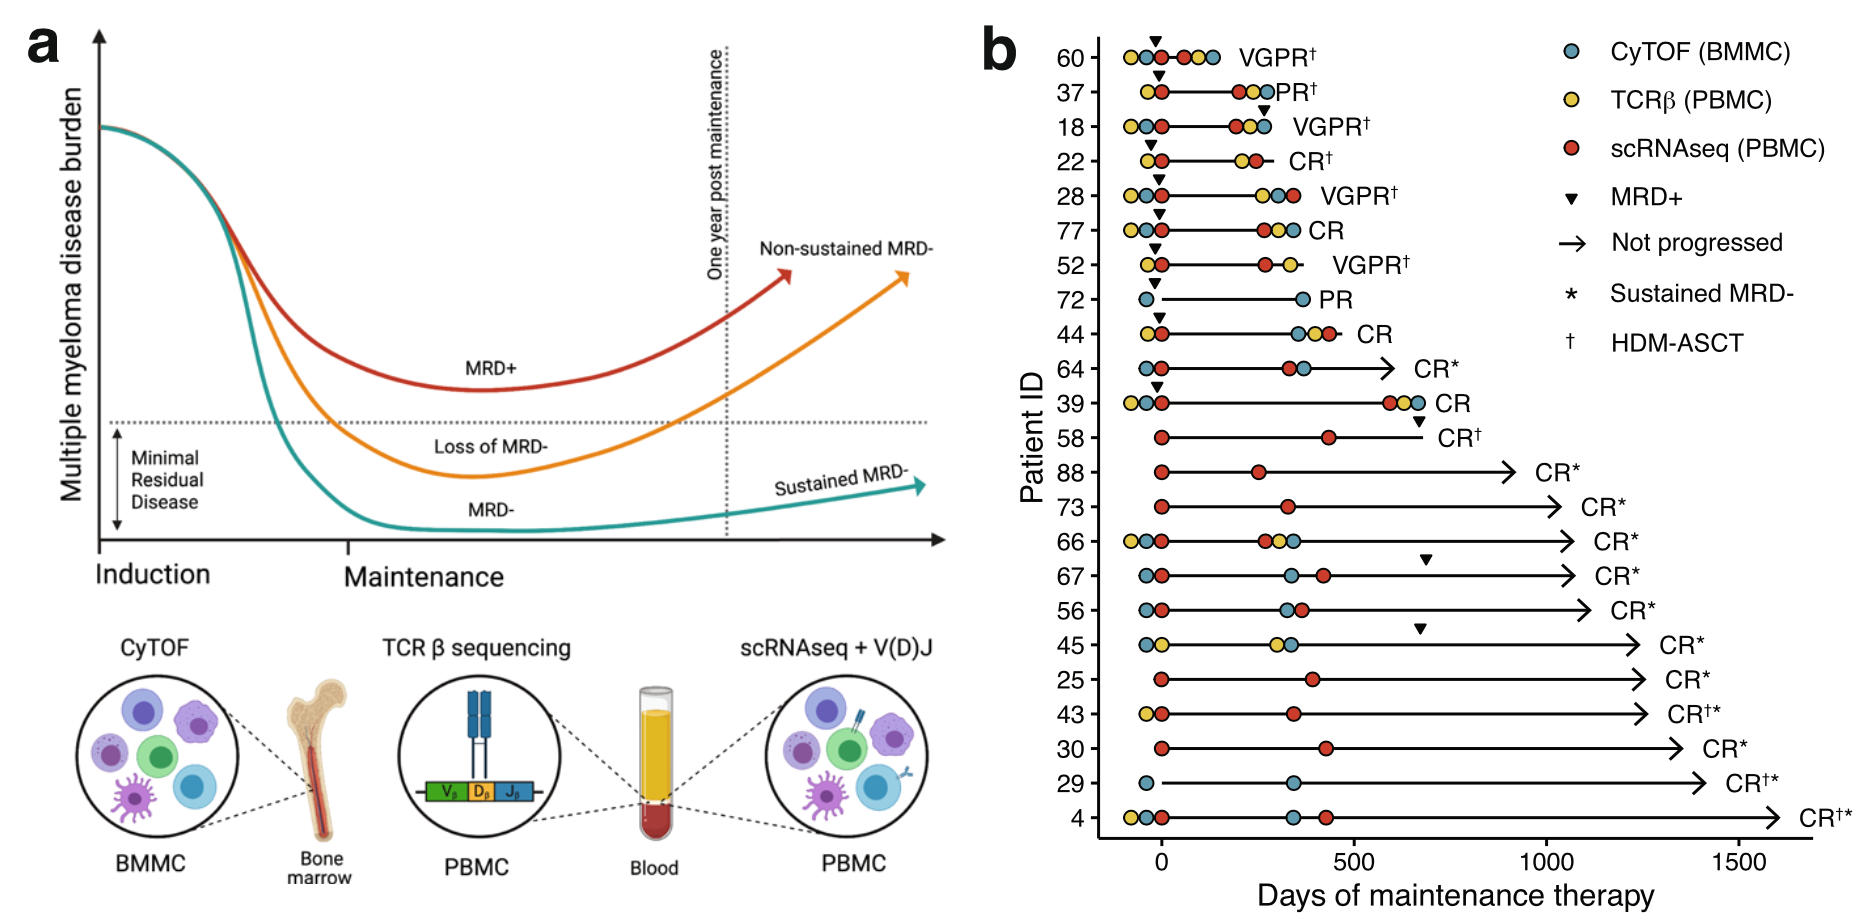 a
Multiple myeloma disease burden
One year post maintenance
Non-sustained MRD-
MRD+
Loss of MRD-
Minimal
Residual
Disease
Sustained MRD-
MRD-
Induction
Maintenance
CyTOF
TCR β sequencing
scRNAseq + V(D)J
Vβ Dβ Jβ
BMMC
Bone
marrow
PBMC
Blood
PBMC
b
Patient ID
60 VGPR†
37 PR†
18 VGPR†
22 CR†
28 VGPR†
77 CR
52 VGPR†
72 PR
44 CR
64 CR*
39 CR
58 CR†
88 CR*
73 CR*
66 CR*
67 CR*
56 CR*
45 CR*
25 CR*
43 CR†*
30 CR*
29 CR†*
4 CR†*
0 500 1000 1500
Days of maintenance therapy
CyTOF (BMMC)
TCRβ (PBMC)
scRNAseq (PBMC)
MRD+
Not progressed
* Sustained MRD-
† HDM-ASCT